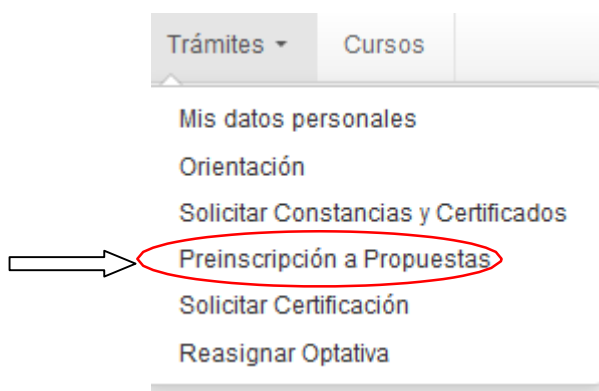 Trámites Cursos
Mis datos personales
Orientación
Solicitar Constancias y Certificados
Preinscripción a Propuestas
Solicitar Certificación
Reasignar Optativa